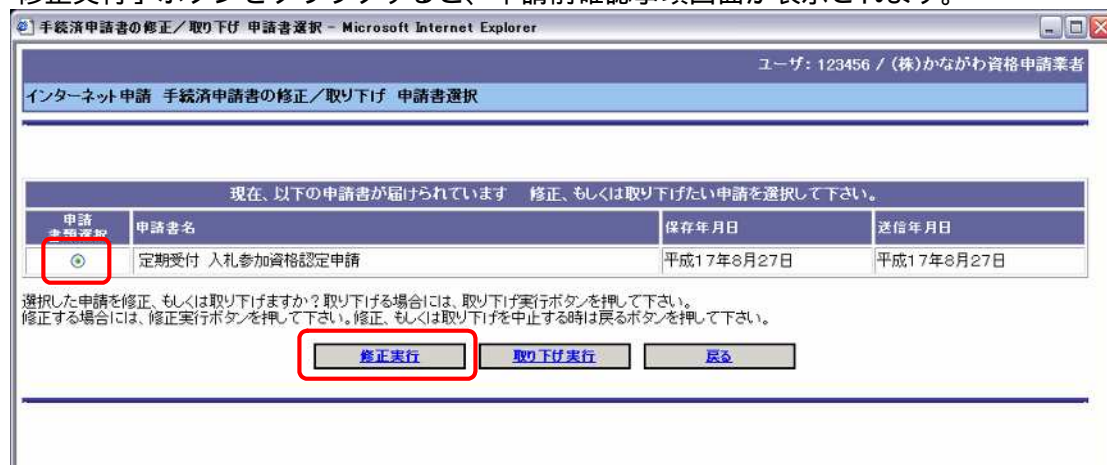 修正実行」ボタンをクリックすると、申請前確認事項画面が表示されます。
手続済申請書の修正/取り下げ 申請書選択 - Microsoft Internet Explorer
ユーザ: 123456 / (株)かながわ資格申請業者
インターネット申請 手続済申請書の修正/取り下げ 申請書選択
現在、以下の申請書が届けられています 修正、もしくは取り下げたい申請を選択して下さい。
申請書類選択 申請書名 保存年月日 送信年月日
定期受付 入札参加資格認定申請 平成17年8月27日 平成17年8月27日
選択した申請を修正、もしくは取り下げますか?取り下げる場合には、取り下げ実行ボタンを押して下さい。
修正する場合には、修正実行ボタンを押して下さい。修正、もしくは取り下げを中止する時は戻るボタンを押して下さい。
修正実行 取り下げ実行 戻る